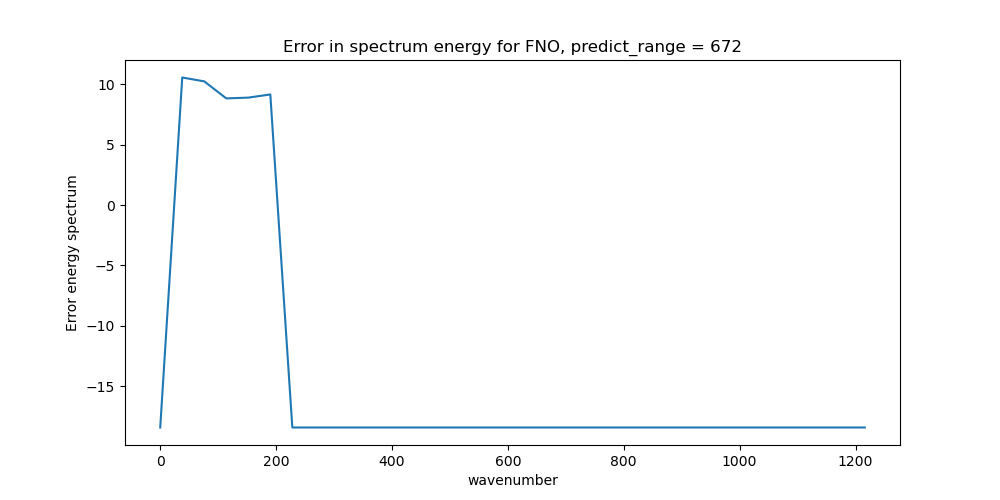 Error in spectrum energy for FNO, predict_range = 672
10
5
0
−5
−10
−15
Error energy spectrum
0 200 400 600 800 1000 1200
wavenumber